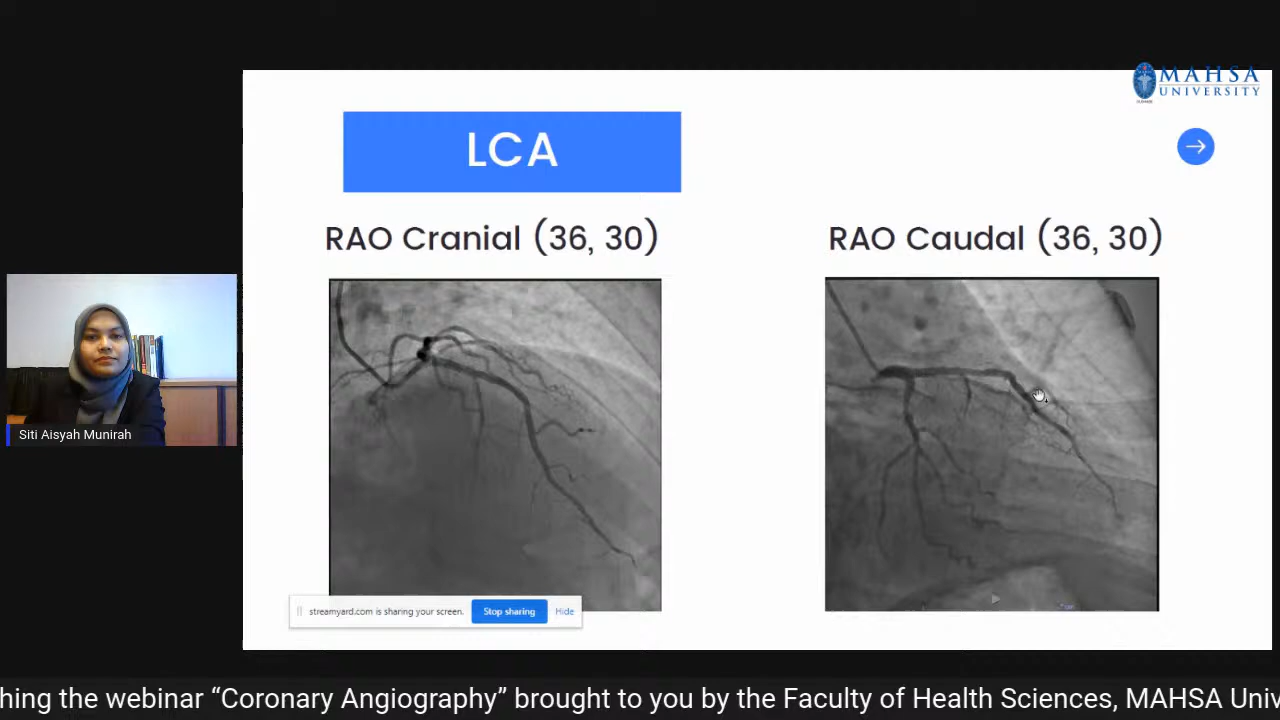 MAHSA
UNIVERSITY
LCA
RAO Cranial (36, 30)
RAO Caudal (36, 30)
Siti Aisyah Munirah
streamyard.com is sharing your screen.
Stop sharing
Hide
hing the webinar “Coronary Angiography” brought to you by the Faculty of Health Sciences, MAHSA Univ